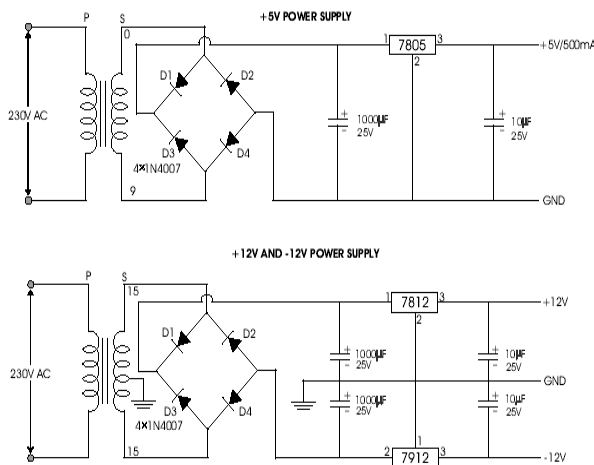 +5V POWER SUPPLY
P S
0
1 7805 3 +5V/500mA
2
D1 D2
230V AC
1000µF
25V
10µF
25V
D3 D4
4×1N4007
9
GND
+12V AND -12V POWER SUPPLY
P S
15
1 7812 3 +12V
2
D1 D2
1000µF
25V
10µF
25V
230V AC
GND
D3 D4
1000µF
25V
10µF
25V
4×1N4007
1
15
2 7912 3 -12V